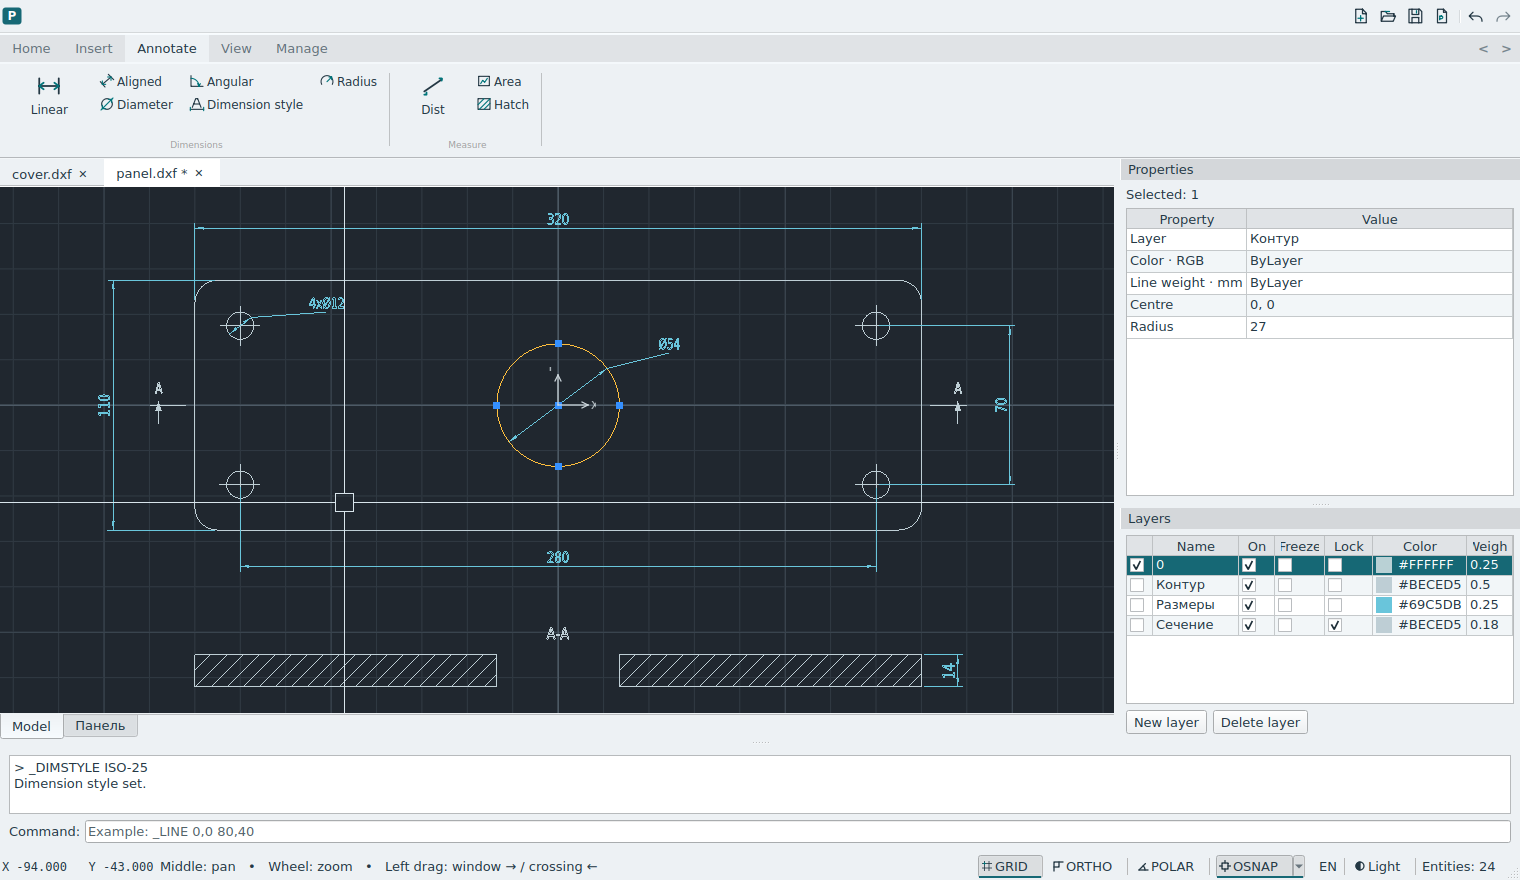 P
Home Insert Annotate View Manage < >
Linear
Aligned
Diameter
Angular
Dimension style
Radius
Dimensions
Dist
Area
Hatch
Measure
cover.dxf ×
panel.dxf * ×
320
4xØ12
Ø54
110
A
A
70
X
280
A-A
14
Model
Панель
Properties
Selected: 1
Property Value
Layer Контур
Color · RGB ByLayer
Line weight · mm ByLayer
Centre 0, 0
Radius 27
Layers
Name On Freeze Lock Color Veigh
0 #FFFFFF 0.25
Контур #BECED5 0.5
Размеры #69C5DB 0.25
Сечение #BECED5 0.18
New layer Delete layer
> _DIMSTYLE ISO-25
Dimension style set.
Command: Example: _LINE 0,0 80,40
X -94.000 Y -43.000 Middle: pan • Wheel: zoom • Left drag: window → / crossing ← GRID ORTHO POLAR OSNAP EN Light Entities: 24